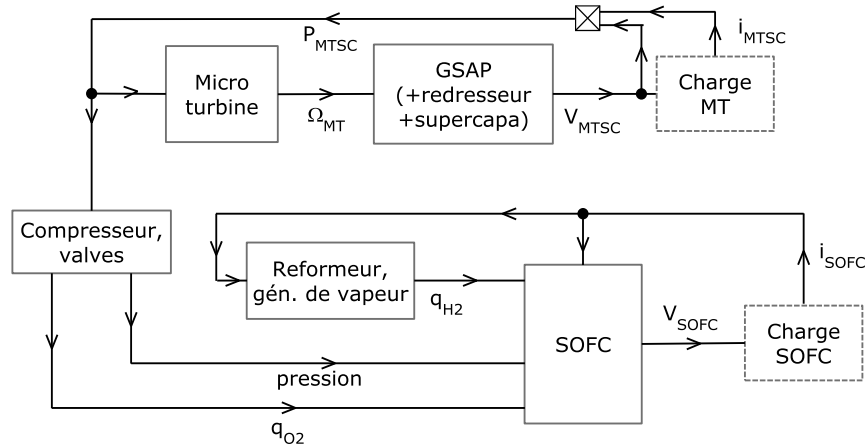 i_MTSC
P_MTSC
Micro
turbine
Ω_MT
GSAP
(+redresseur
+supercapa)
V_MTSC
Charge
MT
Compresseur,
valves
Reformeur,
gén. de vapeur
q_H2
SOFC
V_SOFC
i_SOFC
Charge
SOFC
pression
q_O2